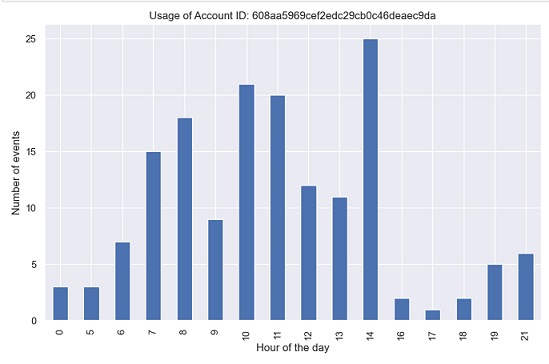 Usage of Account ID: 608aa5969cef2edc29cb0c46deaec9da
Number of events
25
20
15
10
5
0
0 5 6 7 8 9 10 11 12 13 14 16 17 18 19 21
Hour of the day